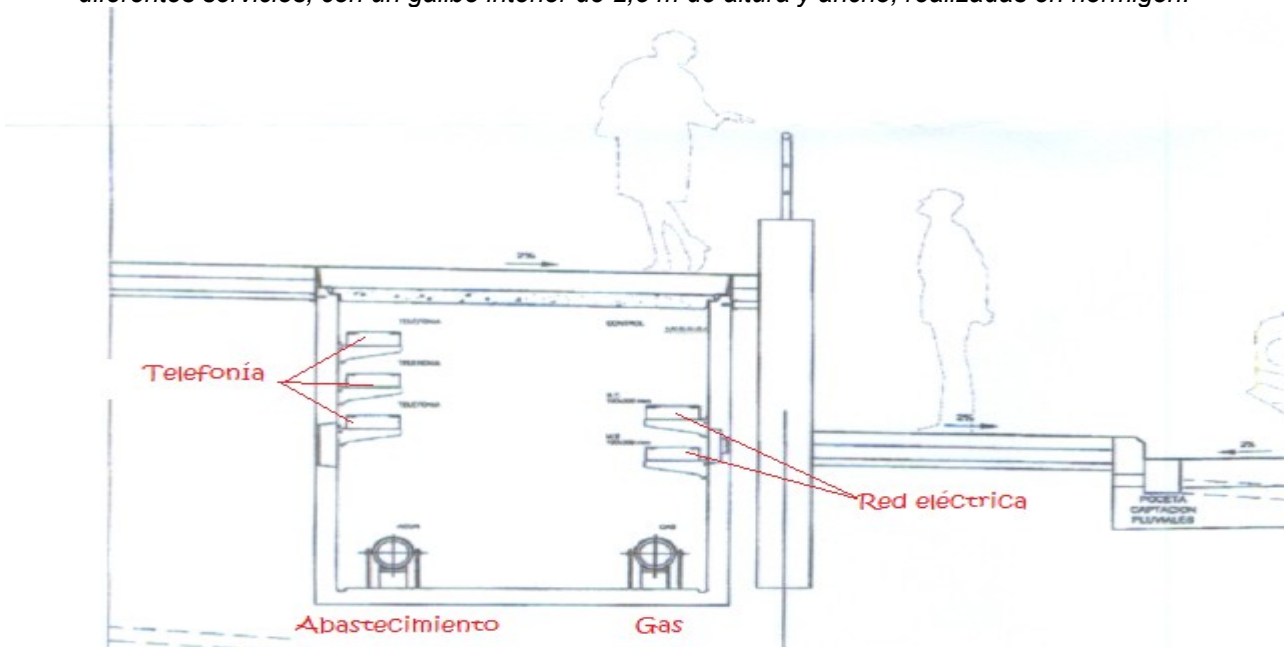 diferentes servicios, con un gálibo interior de 2,5 m de altura y ancho, realizadas en hormigón.
2%
TELEFONIA
CONTROL
TELEFONIA
Telefonía
TELEFONIA
2%
2%
Red eléctrica
POCETA
CAPTACION
PLUVIALES
AGUA
GAS
Abastecimiento
Gas